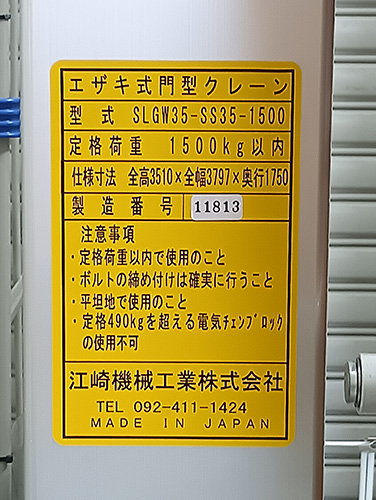 エザキ式門型クレーン
型式 SLGW35-SS35-1500
定格荷重 1500kg以内
仕様寸法 全高3510×全幅3797×奥行1750
製造番号 11813
注意事項
・定格荷重以内で使用のこと
・ボルトの締め付けは確実に行うこと
・平坦地で使用のこと
・定格490kgを超える電気ﾁｪﾝﾌﾞﾛｯｸ
の使用不可
江崎機械工業株式会社
TEL 092-411-1424
MADE IN JAPAN